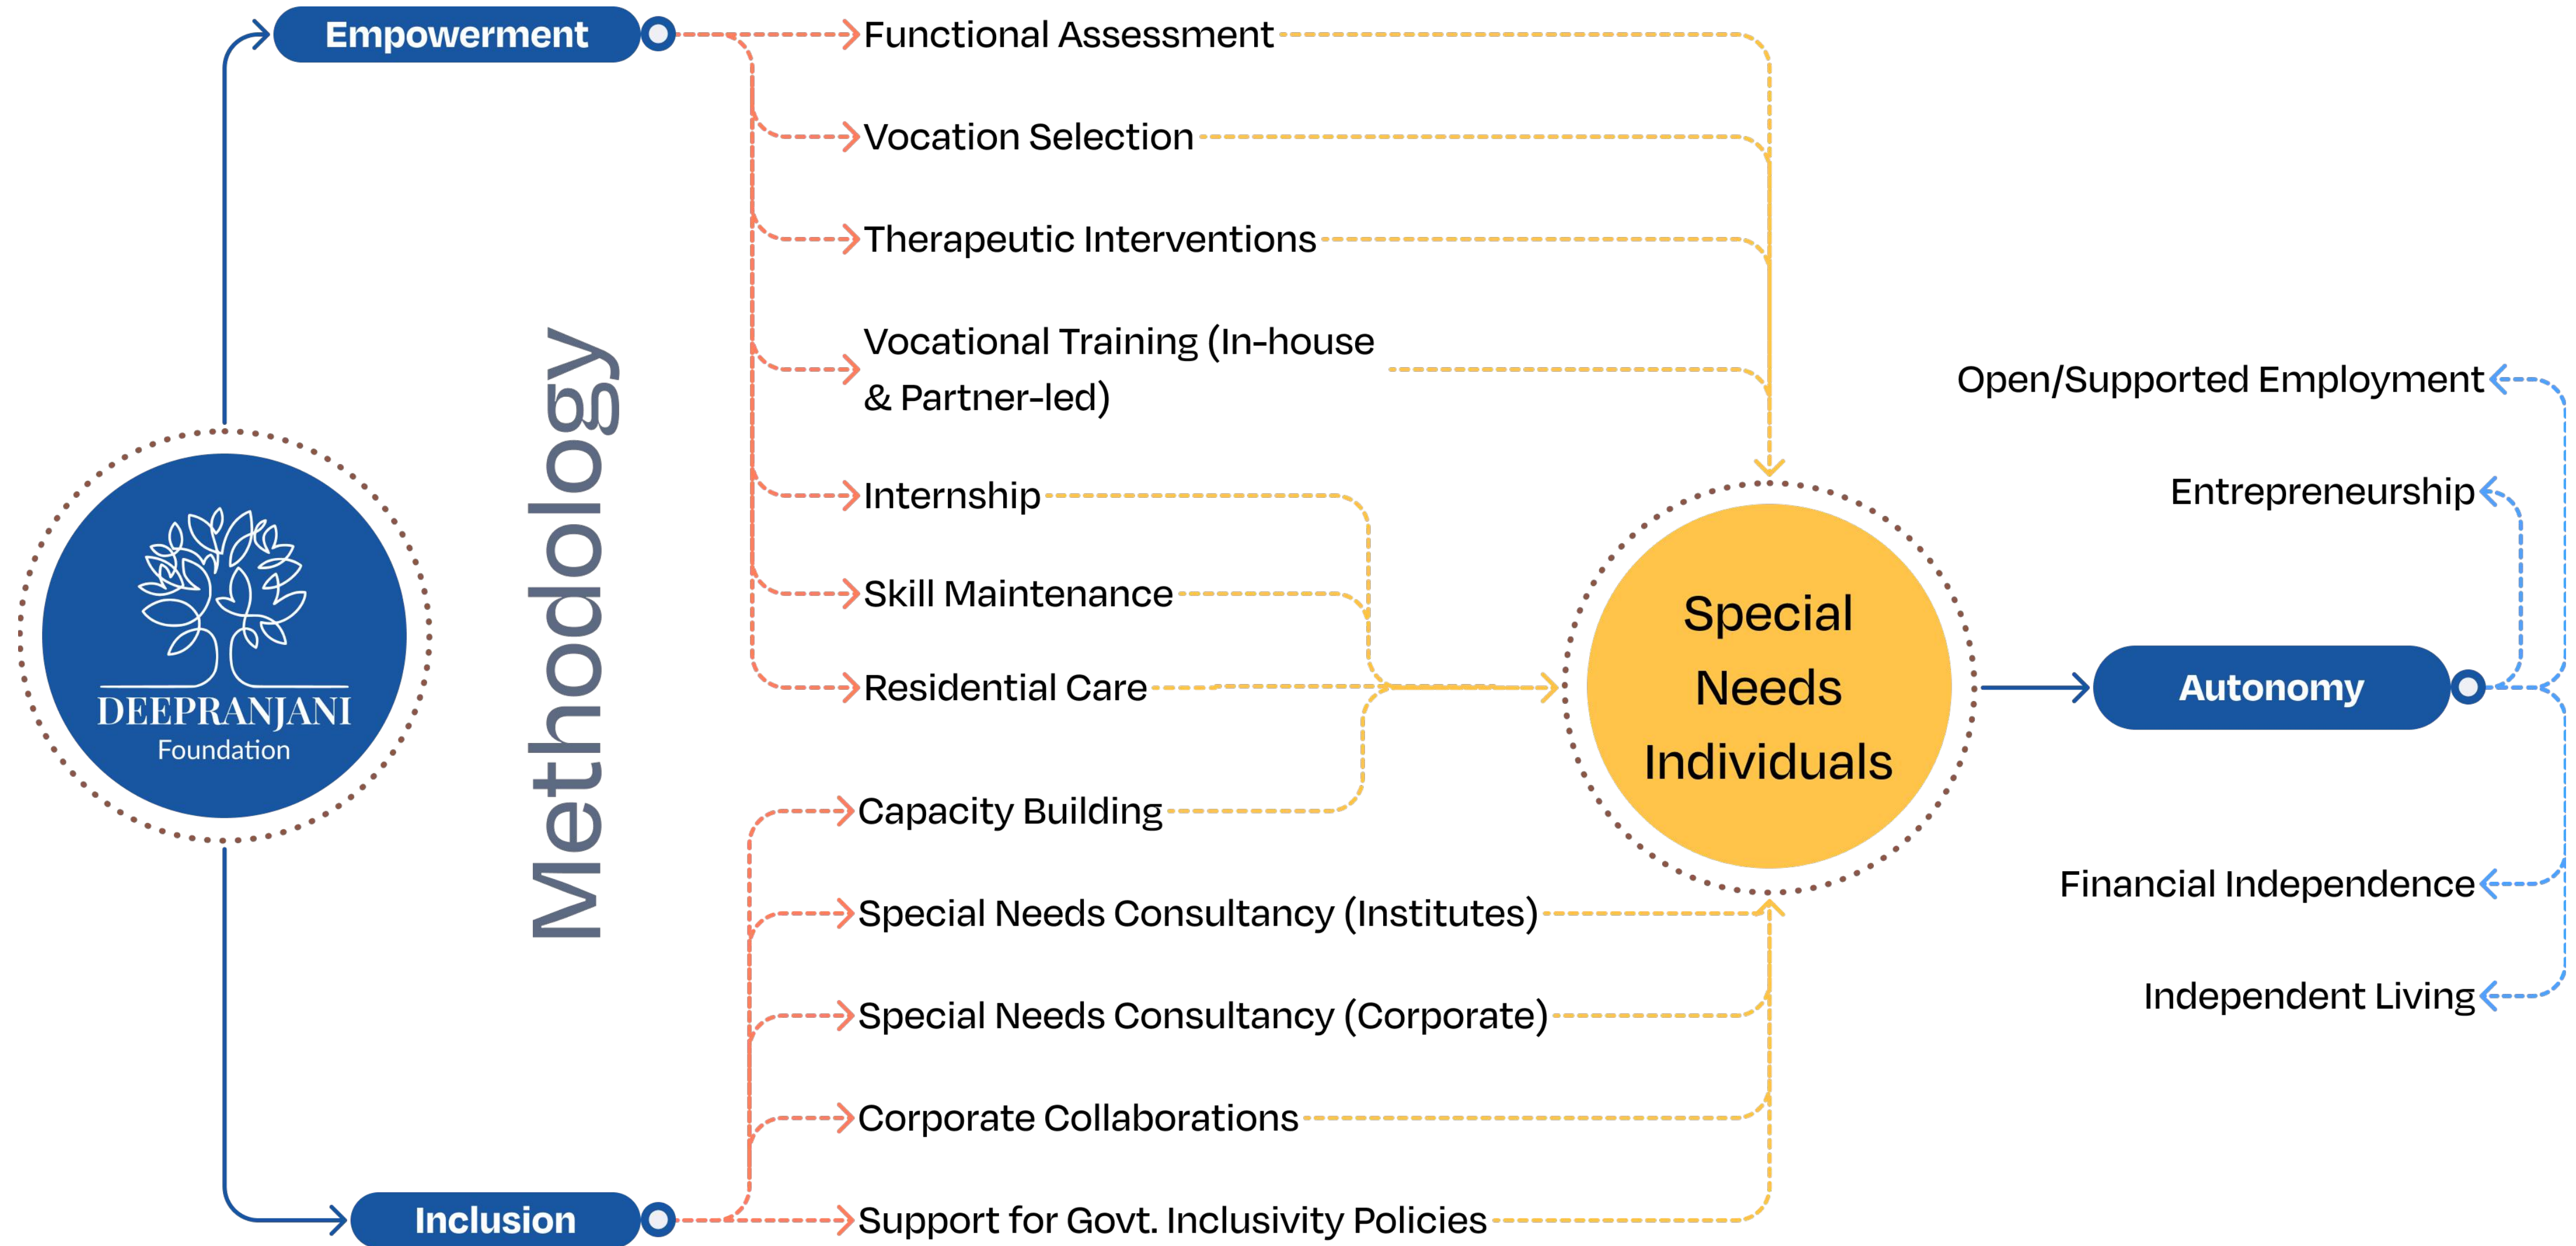 Empowerment
Functional Assessment
Vocation Selection
Therapeutic Interventions
Vocational Training (In-house
& Partner-led)
Internship
Skill Maintenance
Residential Care
Methodology
DEEPRANJANI
Foundation
Capacity Building
Special Needs Consultancy (Institutes)
Special Needs Consultancy (Corporate)
Corporate Collaborations
Inclusion
Support for Govt. Inclusivity Policies
Special
Needs
Individuals
Autonomy
Open/Supported Employment
Entrepreneurship
Financial Independence
Independent Living